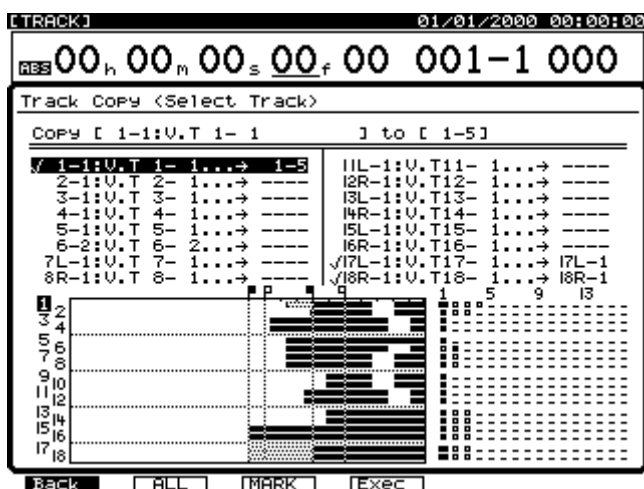 [TRACK] 01/01/2000 00:00:00
ABS 00h 00m 00s 00f 00 001-1 000
Track Copy <Select Track>
Copy [ 1-1:V.T 1- 1 ] to [ 1-5]
√ 1-1:V.T 1- 1...→ 1-5
2-1:V.T 2- 1...→ ----
3-1:V.T 3- 1...→ ----
4-1:V.T 4- 1...→ ----
5-1:V.T 5- 1...→ ----
6-2:V.T 6- 2...→ ----
7L-1:V.T 7- 1...→ ----
8R-1:V.T 8- 1...→ ----
11L-1:V.T11- 1...→ ----
12R-1:V.T12- 1...→ ----
13L-1:V.T13- 1...→ ----
14R-1:V.T14- 1...→ ----
15L-1:V.T15- 1...→ ----
16R-1:V.T16- 1...→ ----
√17L-1:V.T17- 1...→ 17L-1
√18R-1:V.T18- 1...→ 18R-1
1 5 9 13
1
2
3
4
5
6
7
8
9
10
11
12
13
14
15
16
17
18
Back ALL MARK Exec